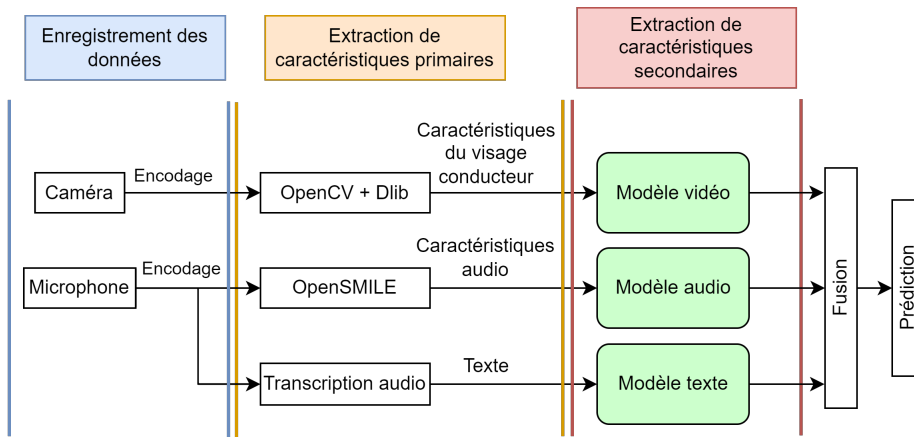 Enregistrement des
données
Extraction de
caractéristiques primaires
Extraction de
caractéristiques
secondaires
Caméra
Encodage
OpenCV + Dlib
Caractéristiques
du visage
conducteur
Modèle vidéo
Microphone
Encodage
OpenSMILE
Caractéristiques
audio
Modèle audio
Transcription audio
Texte
Modèle texte
Fusion
Prédiction